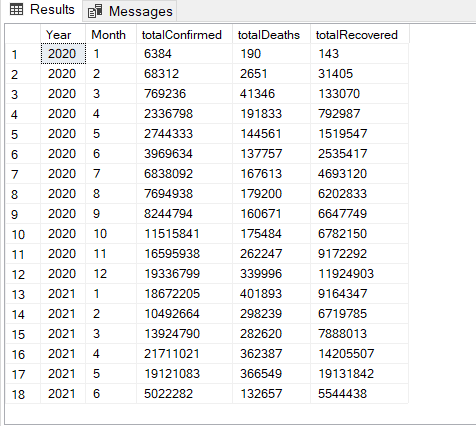 Results Messages
Year Month totalConfirmed totalDeaths totalRecovered
1 2020 1 6384 190 143
2 2020 2 68312 2651 31405
3 2020 3 769236 41346 133070
4 2020 4 2336798 191833 792987
5 2020 5 2744333 144561 1519547
6 2020 6 3969634 137757 2535417
7 2020 7 6838092 167613 4693120
8 2020 8 7694938 179200 6202833
9 2020 9 8244794 160671 6647749
10 2020 10 11515841 175484 6782150
11 2020 11 16595938 262247 9172292
12 2020 12 19336799 339996 11924903
13 2021 1 18672205 401893 9164347
14 2021 2 10492664 298239 6719785
15 2021 3 13924790 282620 7888013
16 2021 4 21711021 362387 14205507
17 2021 5 19121083 366549 19131842
18 2021 6 5022282 132657 5544438